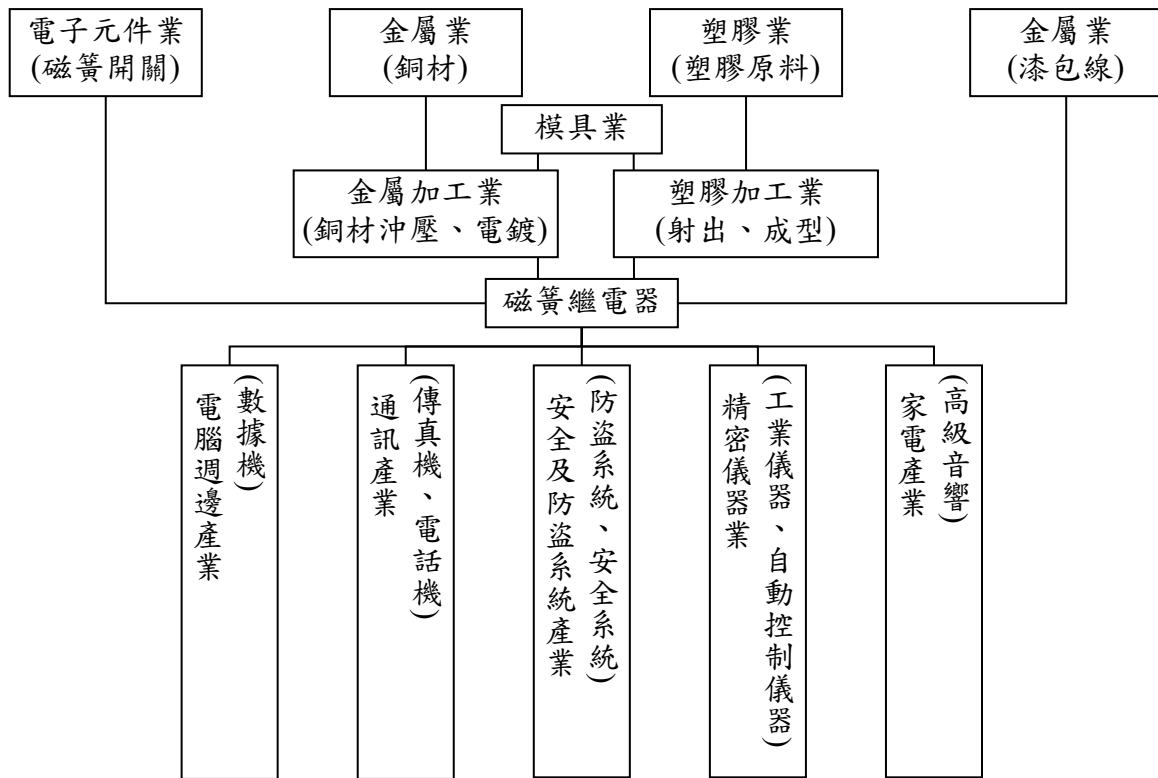 電子元件業
(磁簧開關)
金屬業
(銅材)
塑膠業
(塑膠原料)
金屬業
(漆包線)
模具業
金屬加工業
(銅材沖壓、電鍍)
塑膠加工業
(射出、成型)
磁簧繼電器
電腦週邊產業
(數據機)
通訊產業
(傳真機、電話機)
安全及防盜系統產業
(防盜系統、安全系統)
精密儀器業
(工業儀器、自動控制儀器)
家電產業
(高級音響)